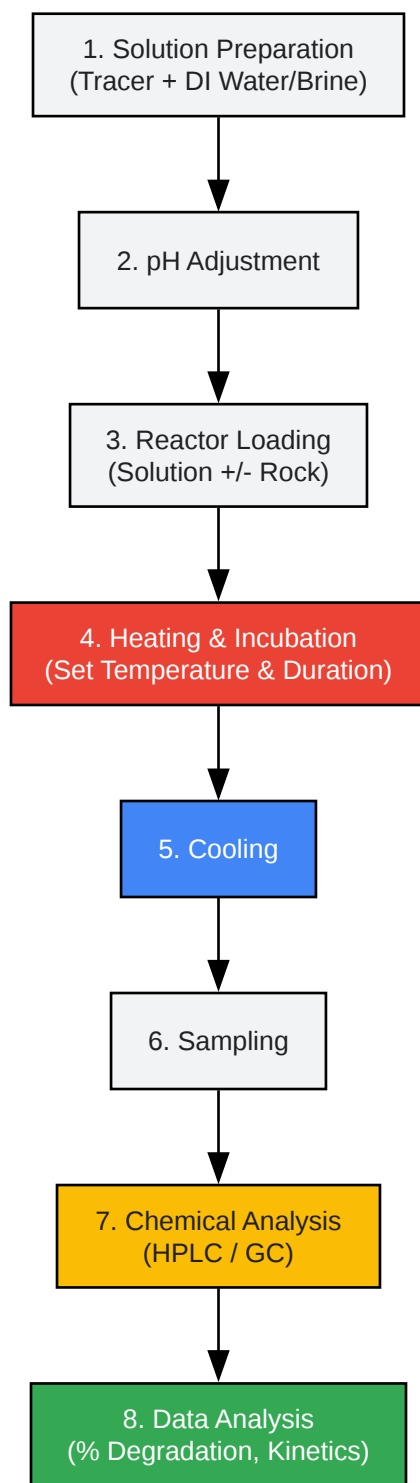 1. Solution Preparation
(Tracer + DI Water/Brine)
2. pH Adjustment
3. Reactor Loading
(Solution +/- Rock)
4. Heating & Incubation
(Set Temperature & Duration)
5. Cooling
6. Sampling
7. Chemical Analysis
(HPLC / GC)
8. Data Analysis
(% Degradation, Kinetics)